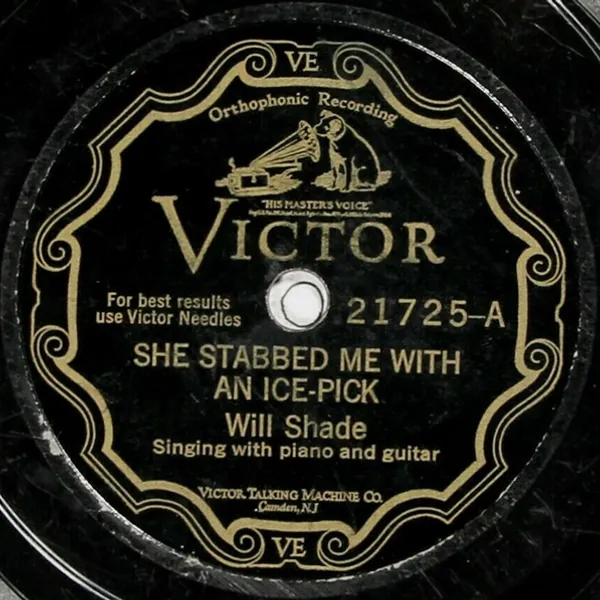 VE
Orthophonic Recording
"HIS MASTER'S VOICE"
VICTOR
For best results
use Victor Needles
21725-A
SHE STABBED ME WITH
AN ICE-PICK
Will Shade
Singing with piano and guitar
VICTOR TALKING MACHINE CO.
Camden, N.J
VE